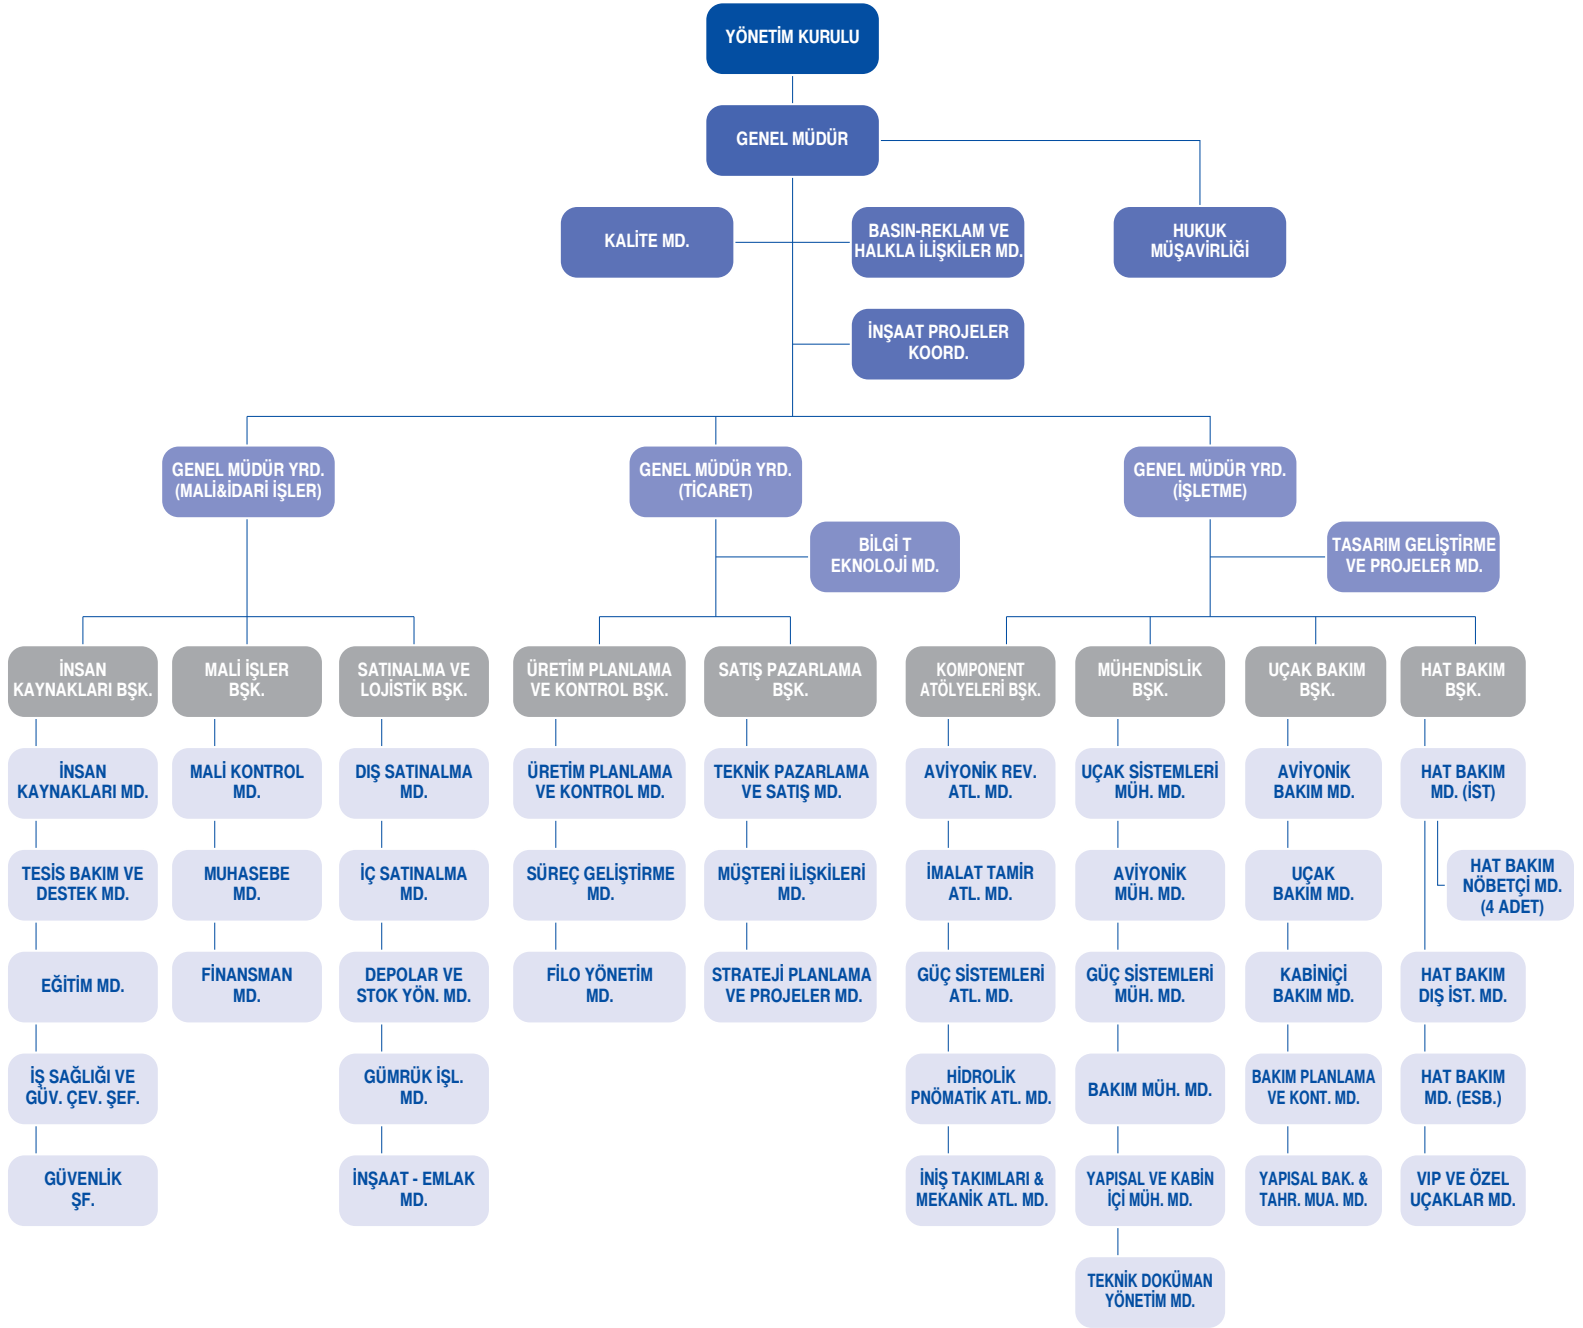 YÖNETİM KURULU
GENEL MÜDÜR
KALİTE MD.
BASIN-REKLAM VE
HALKLA İLİŞKİLER MD.
HUKUK
MÜŞAVİRLİĞİ
İNŞAAT PROJELER
KOORD.
GENEL MÜDÜR YRD.
(MALİ&İDARİ İŞLER)
GENEL MÜDÜR YRD.
(TİCARET)
GENEL MÜDÜR YRD.
(İŞLETME)
BİLGİ T
EKNOLOJİ MD.
TASARIM GELİŞTİRME
VE PROJELER MD.
İNSAN
KAYNAKLARI BŞK.
MALİ İŞLER
BŞK.
SATINALMA VE
LOJİSTİK BŞK.
ÜRETİM PLANLAMA
VE KONTROL BŞK.
SATIŞ PAZARLAMA
BŞK.
KOMPONENT
ATÖLYELERİ BŞK.
MÜHENDİSLİK
BŞK.
UÇAK BAKIM
BŞK.
HAT BAKIM
BŞK.
İNSAN
KAYNAKLARI MD.
MALİ KONTROL
MD.
DIŞ SATINALMA
MD.
ÜRETİM PLANLAMA
VE KONTROL MD.
TEKNİK PAZARLAMA
VE SATIŞ MD.
AVİYONİK REV.
ATL. MD.
UÇAK SİSTEMLERİ
MÜH. MD.
AVİYONİK
BAKIM MD.
HAT BAKIM
MD. (İST)
TESİS BAKIM VE
DESTEK MD.
MUHASEBE
MD.
İÇ SATINALMA
MD.
SÜREÇ GELİŞTİRME
MD.
MÜŞTERİ İLİŞKİLERİ
MD.
İMALAT TAMİR
ATL. MD.
AVİYONİK
MÜH. MD.
UÇAK
BAKIM MD.
HAT BAKIM
NÖBETÇİ MD.
(4 ADET)
EĞİTİM MD.
FİNANSMAN
MD.
DEPOLAR VE
STOK YÖN. MD.
FİLO YÖNETİM
MD.
STRATEJİ PLANLAMA
VE PROJELER MD.
GÜÇ SİSTEMLERİ
ATL. MD.
GÜÇ SİSTEMLERİ
MÜH. MD.
KABİNİÇİ
BAKIM MD.
HAT BAKIM
DIŞ İST. MD.
İŞ SAĞLIĞI VE
GÜV. ÇEV. ŞEF.
GÜMRÜK İŞL.
MD.
HİDROLİK
PNÖMATİK ATL. MD.
BAKIM MÜH. MD.
BAKIM PLANLAMA
VE KONT. MD.
HAT BAKIM
MD. (ESB.)
GÜVENLİK
ŞF.
İNŞAAT - EMLAK
MD.
İNİŞ TAKIMLARI &
MEKANİK ATL. MD.
YAPISAL VE KABİN
İÇİ MÜH. MD.
YAPISAL BAK. &
TAHR. MUA. MD.
VIP VE ÖZEL
UÇAKLAR MD.
TEKNİK DOKÜMAN
YÖNETİM MD.